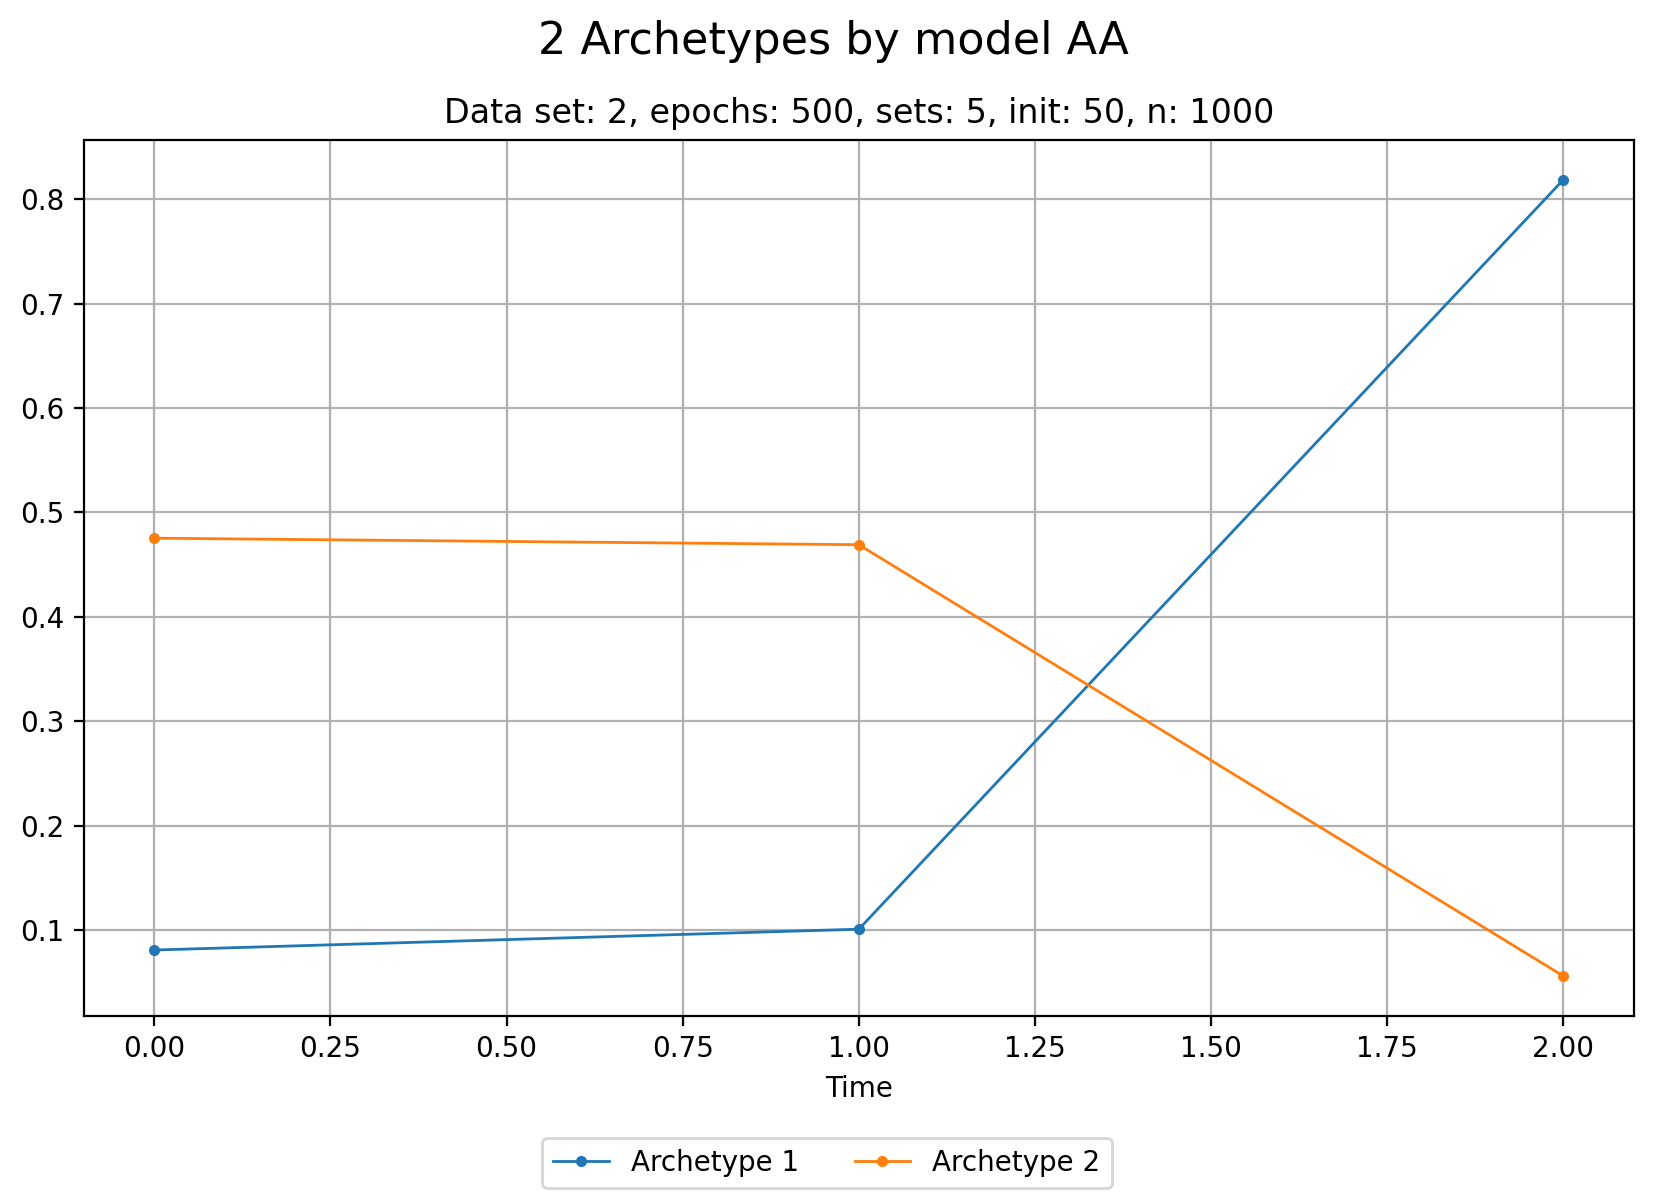 2 Archetypes by model AA
Data set: 2, epochs: 500, sets: 5, init: 50, n: 1000
0.8
0.7
0.6
0.5
0.4
0.3
0.2
0.1
0.00 0.25 0.50 0.75 1.00 1.25 1.50 1.75 2.00
Time
Archetype 1 Archetype 2